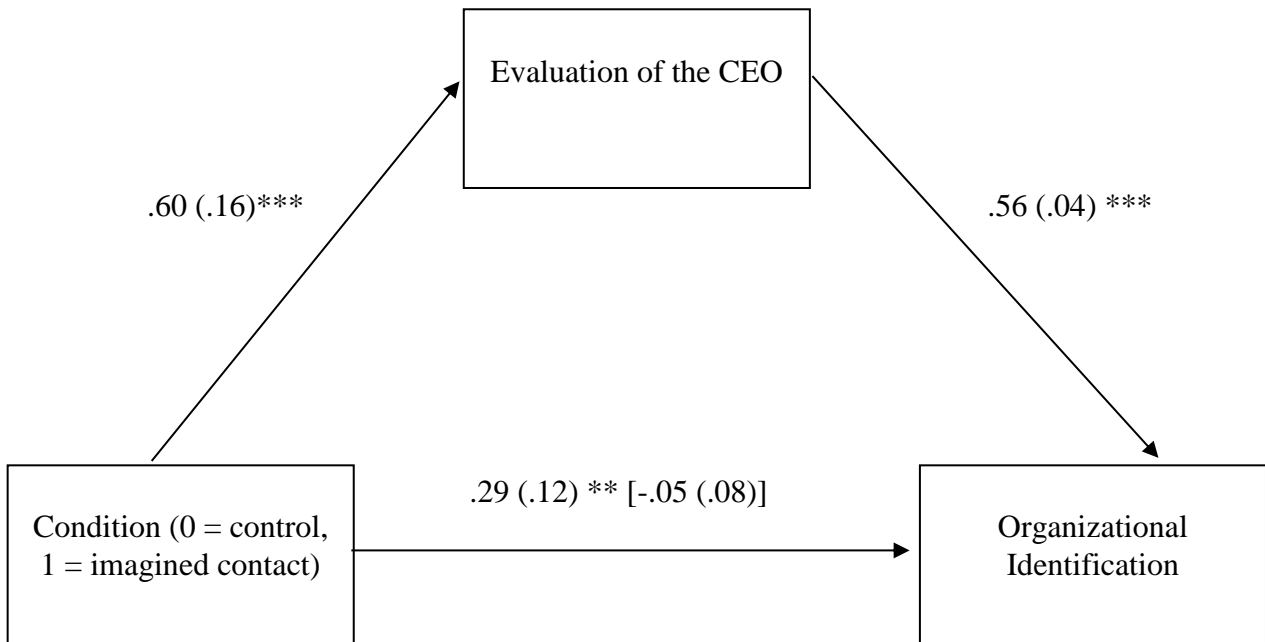 Evaluation of the CEO
.60 (.16)***
.56 (.04) ***
.29 (.12) ** [-.05 (.08)]
Condition (0 = control,
1 = imagined contact)
Organizational
Identification